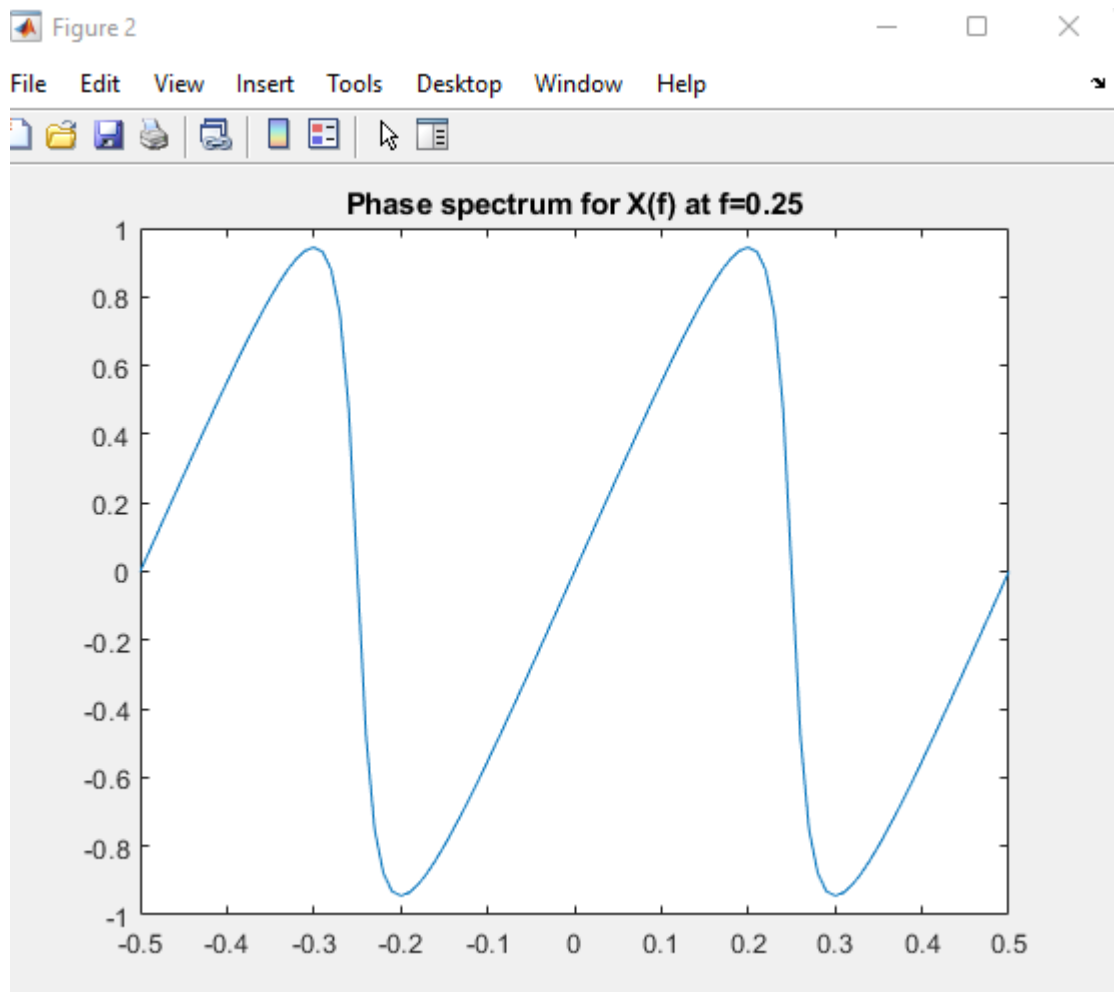 Figure 2
File Edit View Insert Tools Desktop Window Help
Phase spectrum for X(f) at f=0.25
1
0.8
0.6
0.4
0.2
0
-0.2
-0.4
-0.6
-0.8
-1
-0.5 -0.4 -0.3 -0.2 -0.1 0 0.1 0.2 0.3 0.4 0.5